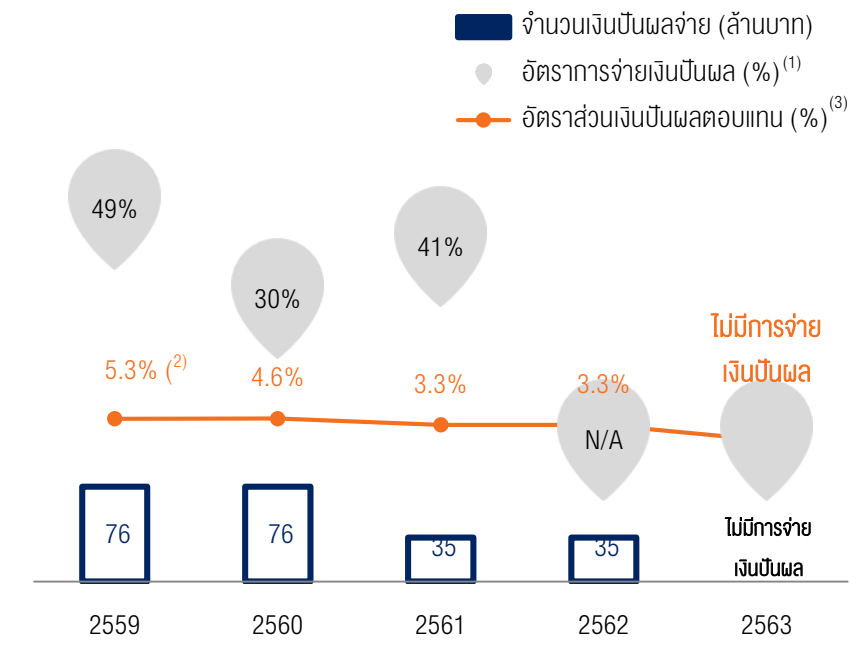 จำนวนเงินปันผลจ่าย (ล้านบาท)
อัตราการจ่ายเงินปันผล (%)(1)
อัตราส่วนเงินปันผลตอบแทน (%)(3)
49%
41%
30%
ไม่มีการจ่าย
เงินปันผล
5.3% (2)
4.6%
3.3%
3.3%
N/A
76
76
35
35
ไม่มีการจ่าย
เงินปันผล
2559
2560
2561
2562
2563